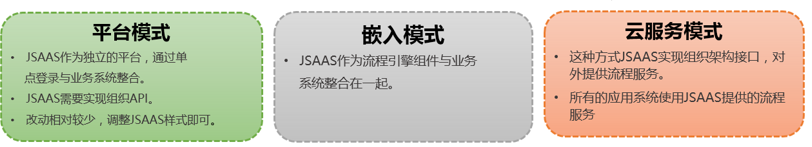 平台模式
• JSAAS作为独立的平台，通过单
点登录与业务系统整合。
• JSAAS需要实现组织API。
• 改动相对较少，调整JSAAS样式即可。
嵌入模式
• JSAAS作为流程引擎组件与业务
系统整合在一起。
云服务模式
• 这种方式JSAAS实现组织架构接口，对
外提供流程服务。
• 所有的应用系统使用JSAAS提供的流程
服务